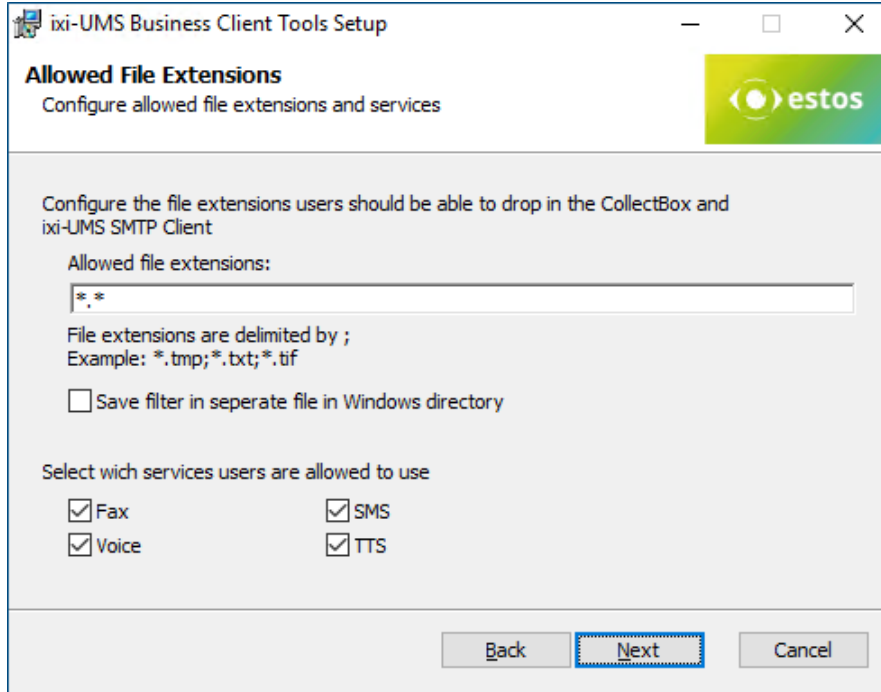 ixi-UMS Business Client Tools Setup
Allowed File Extensions
Configure allowed file extensions and services
estos
Configure the file extensions users should be able to drop in the CollectBox and
ixi-UMS SMTP Client
Allowed file extensions:
*.*
File extensions are delimited by ;
Example: *.tmp;*.txt;*.tif
Save filter in seperate file in Windows directory
Select wich services users are allowed to use
Fax SMS
Voice TTS
Back Next Cancel